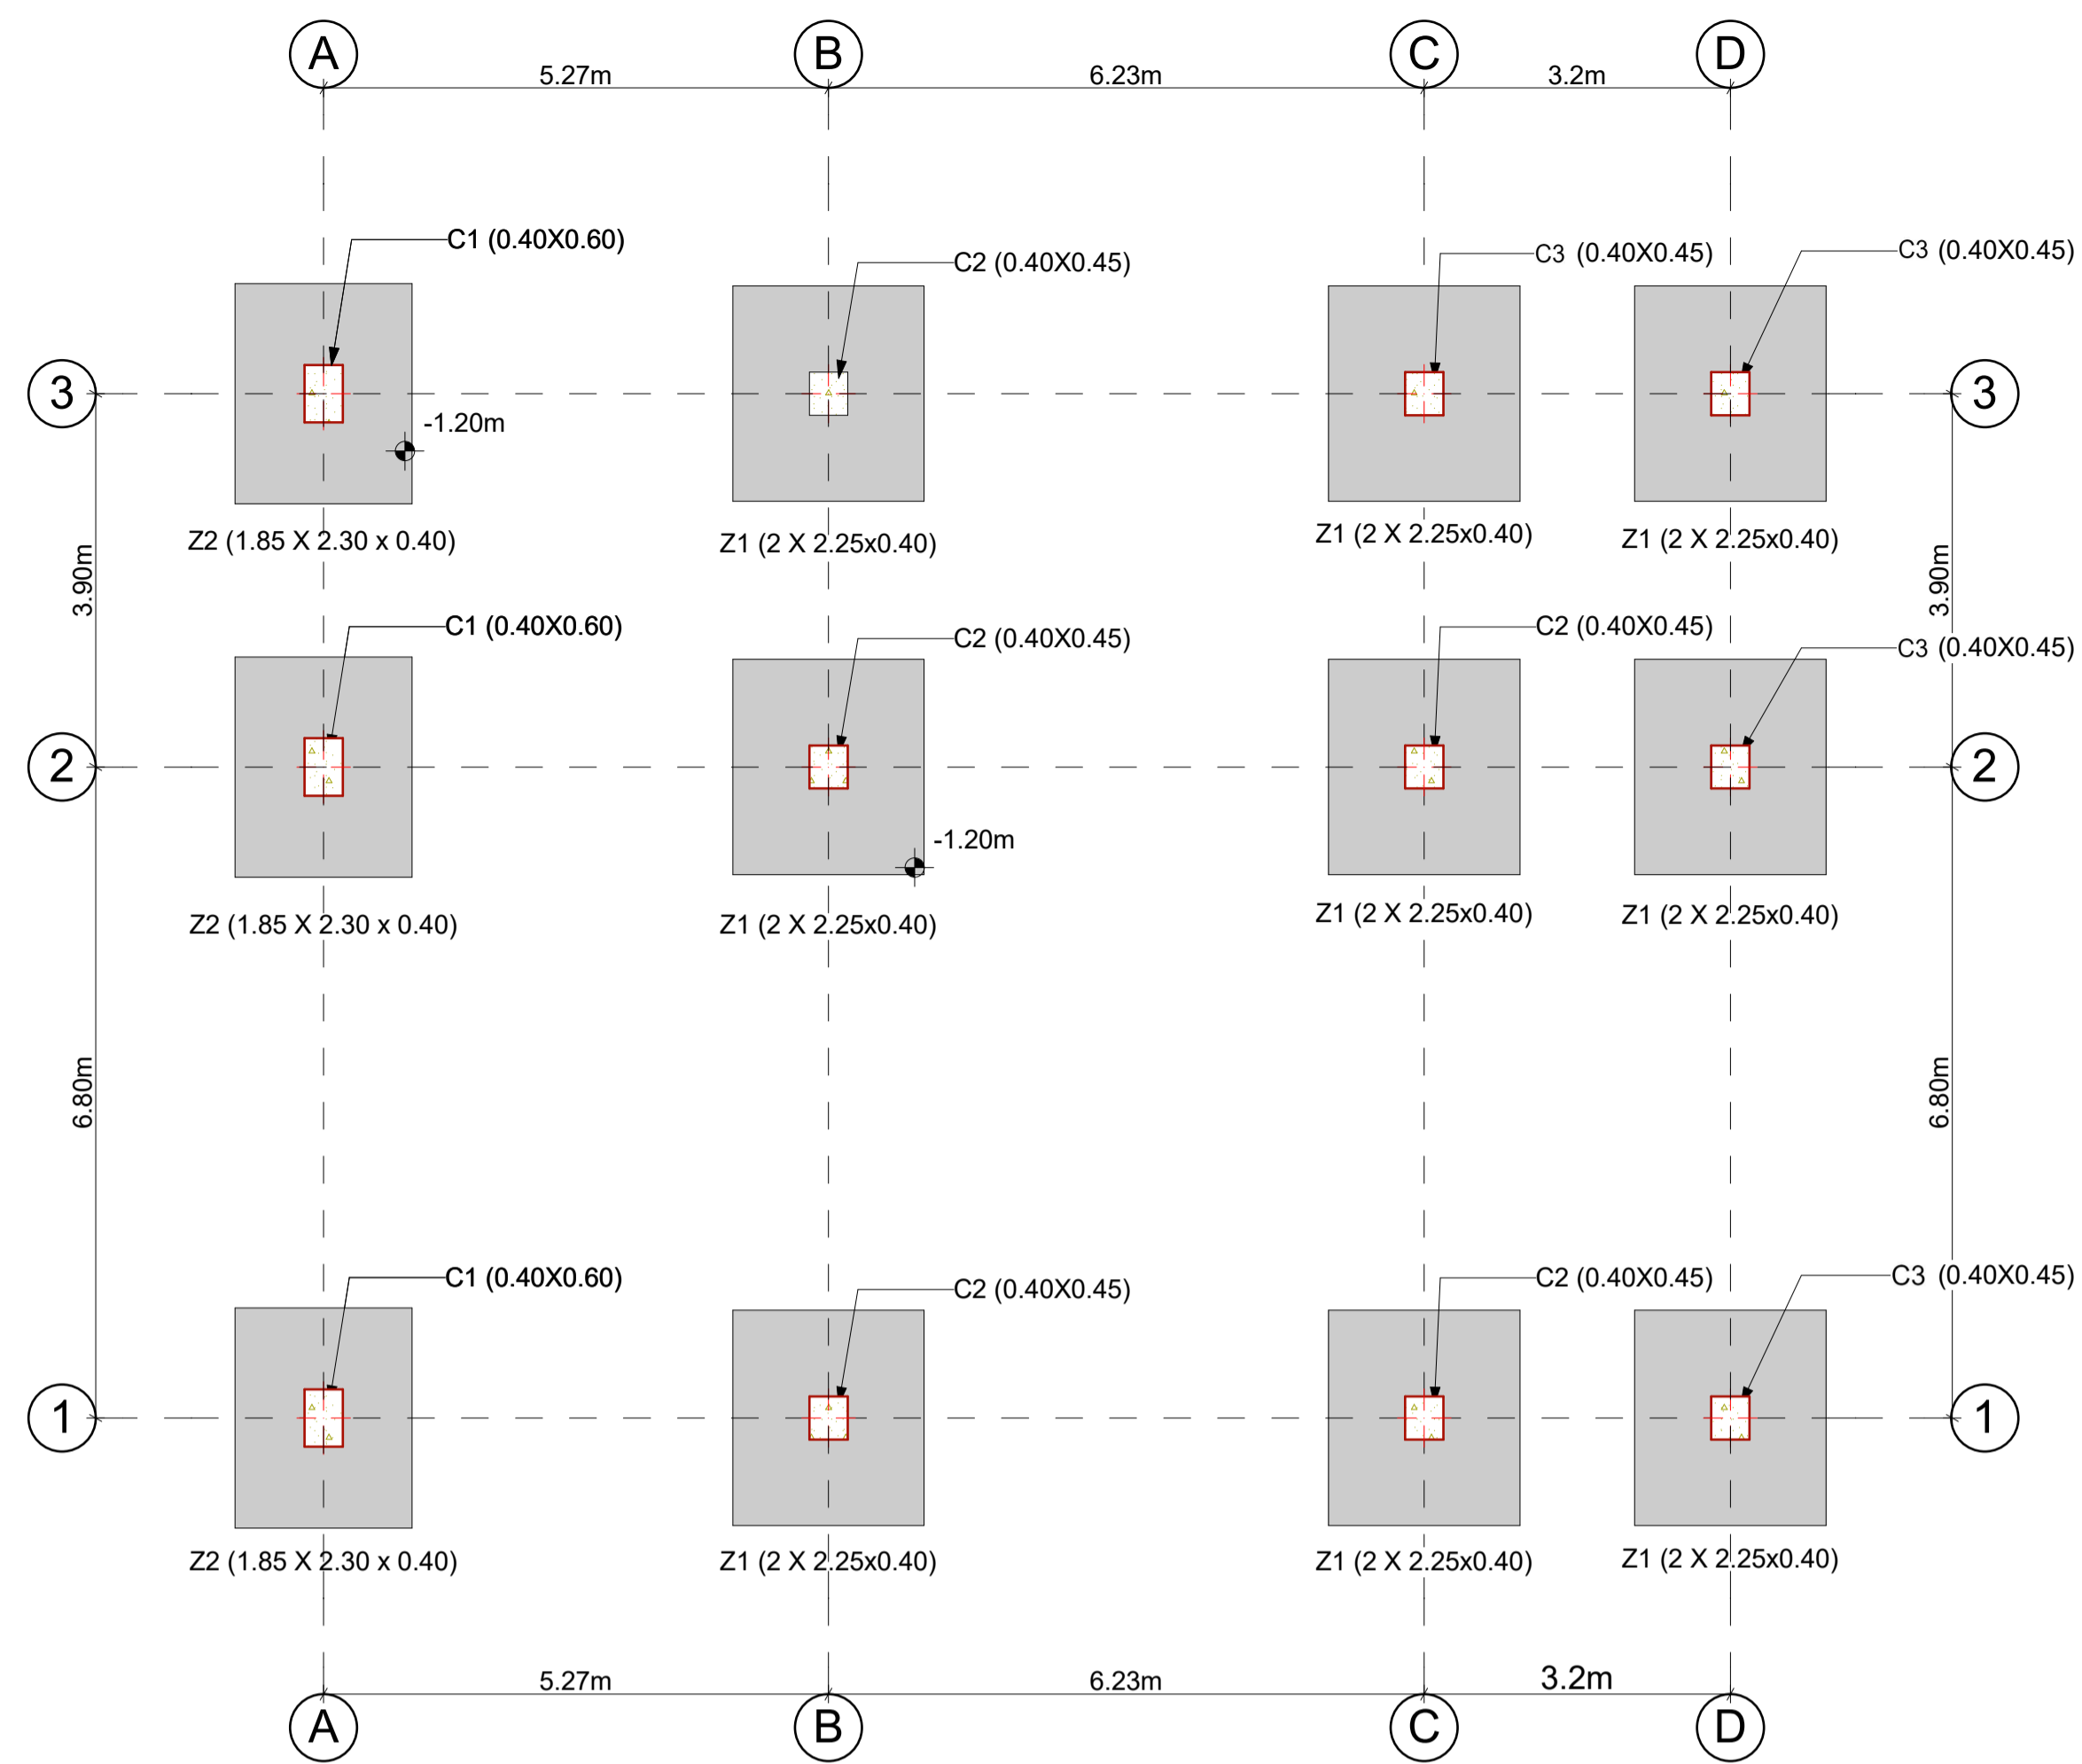 A B C D
5.27m 6.23m 3.2m
C1 (0.40X0.60)
C2 (0.40X0.45)
C3 (0.40X0.45)
C3 (0.40X0.45)
3 3
-1.20m
Z2 (1.85 X 2.30 x 0.40)
Z1 (2 X 2.25x0.40)
Z1 (2 X 2.25x0.40)
Z1 (2 X 2.25x0.40)
3.90m 3.90m
C1 (0.40X0.60)
C2 (0.40X0.45)
C2 (0.40X0.45)
C3 (0.40X0.45)
2 2
-1.20m
Z2 (1.85 X 2.30 x 0.40)
Z1 (2 X 2.25x0.40)
Z1 (2 X 2.25x0.40)
Z1 (2 X 2.25x0.40)
6.80m 6.80m
C1 (0.40X0.60)
C2 (0.40X0.45)
C2 (0.40X0.45)
C3 (0.40X0.45)
1 1
Z2 (1.85 X 2.30 x 0.40)
Z1 (2 X 2.25x0.40)
Z1 (2 X 2.25x0.40)
Z1 (2 X 2.25x0.40)
5.27m 6.23m 3.2m
A B C D